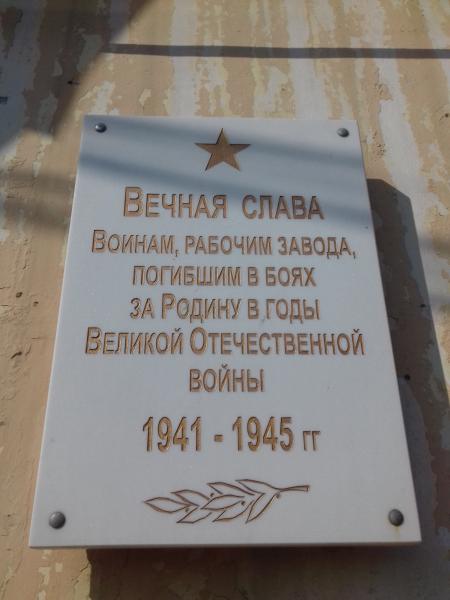 Вечная слава
Воинам, рабочим завода,
погибшим в боях
за Родину в годы
Великой Отечественной
войны
1941 - 1945 гг